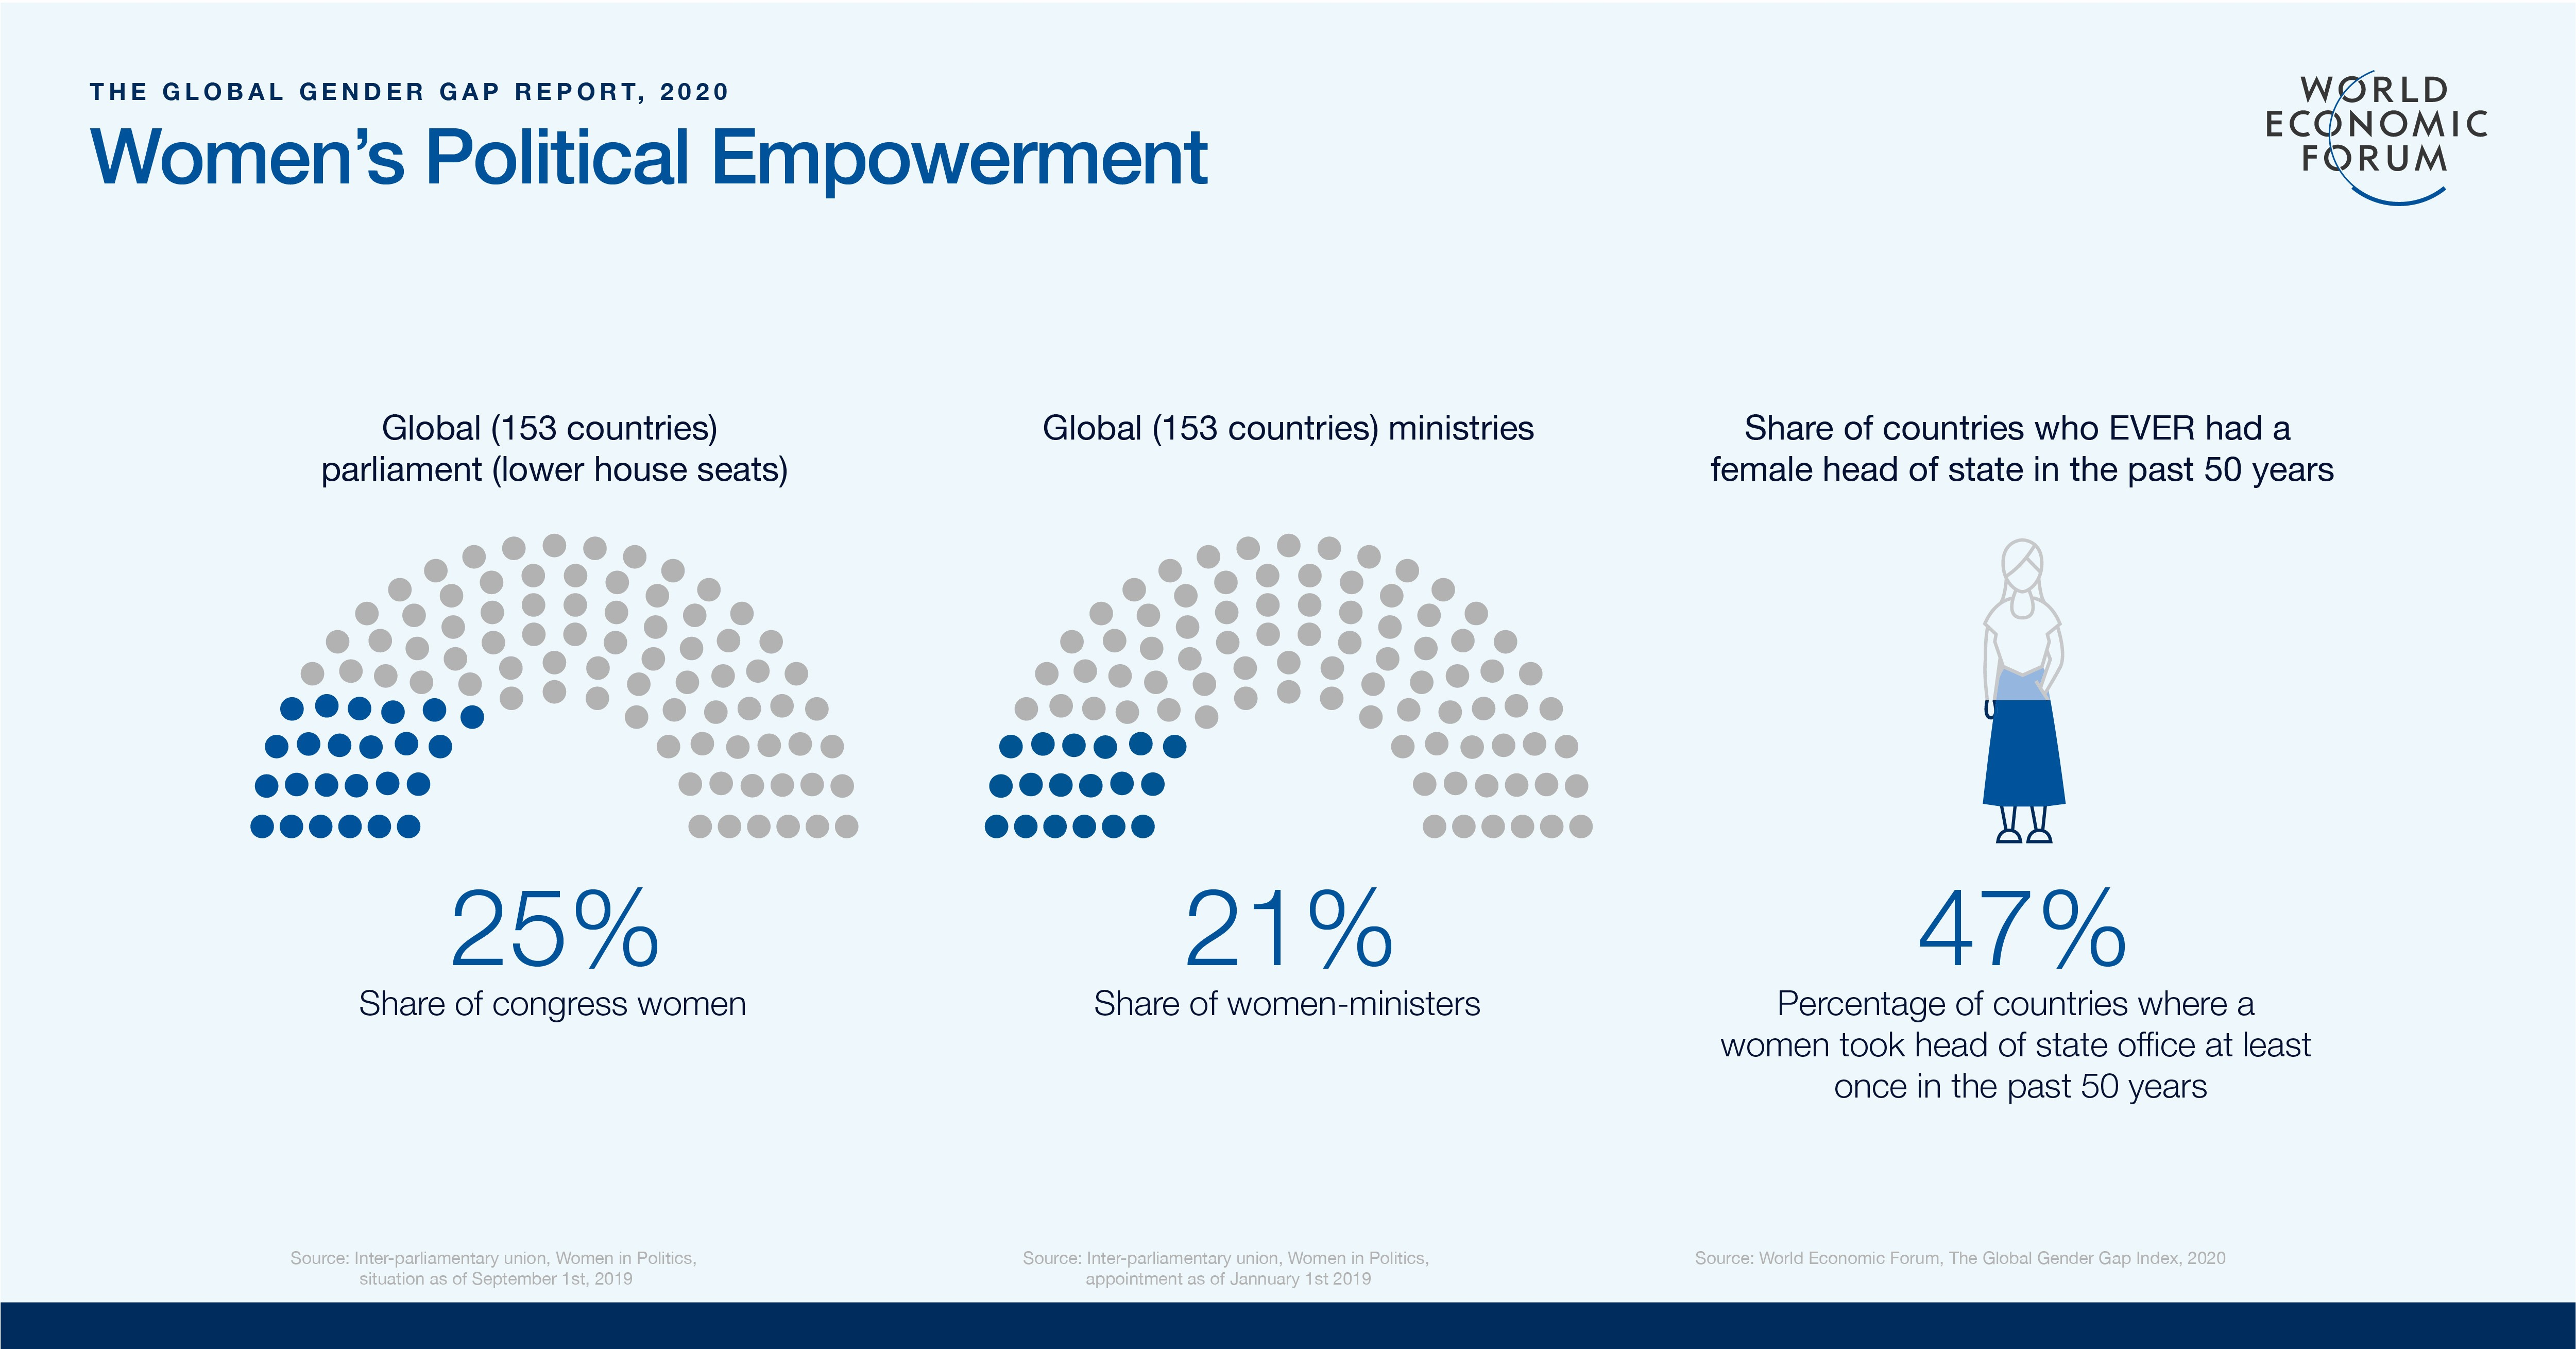 THE GLOBAL GENDER GAP REPORT, 2020
Women's Political Empowerment
WORLD
ECONOMIC
FORUM
Global (153 countries)
parliament (lower house seats)
25%
Share of congress women
Source: Inter-parliamentary union, Women in Politics,
situation as of September 1st, 2019
Global (153 countries) ministries
21%
Share of women-ministers
Source: Inter-parliamentary union, Women in Politics,
appointment as of Jannuary 1st 2019
Share of countries who EVER had a
female head of state in the past 50 years
47%
Percentage of countries where a
women took head of state office at least
once in the past 50 years
Source: World Economic Forum, The Global Gender Gap Index, 2020